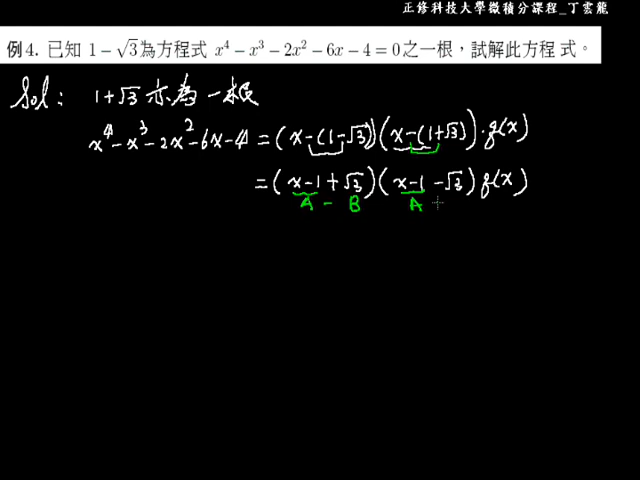 正修科技大學微積分課程_丁雲龍
例4. 已知 1−√3為方程式 x⁴−x³−2x²−6x−4=0之一根，試解此方程式。
Sol： 1+√3 亦為一根
x⁴−x³−2x²−6x−4 = (x−(1−√3))(x−(1+√3))·q(x)
= (x−1+√3)(x−1−√3)q(x)
A − B A +